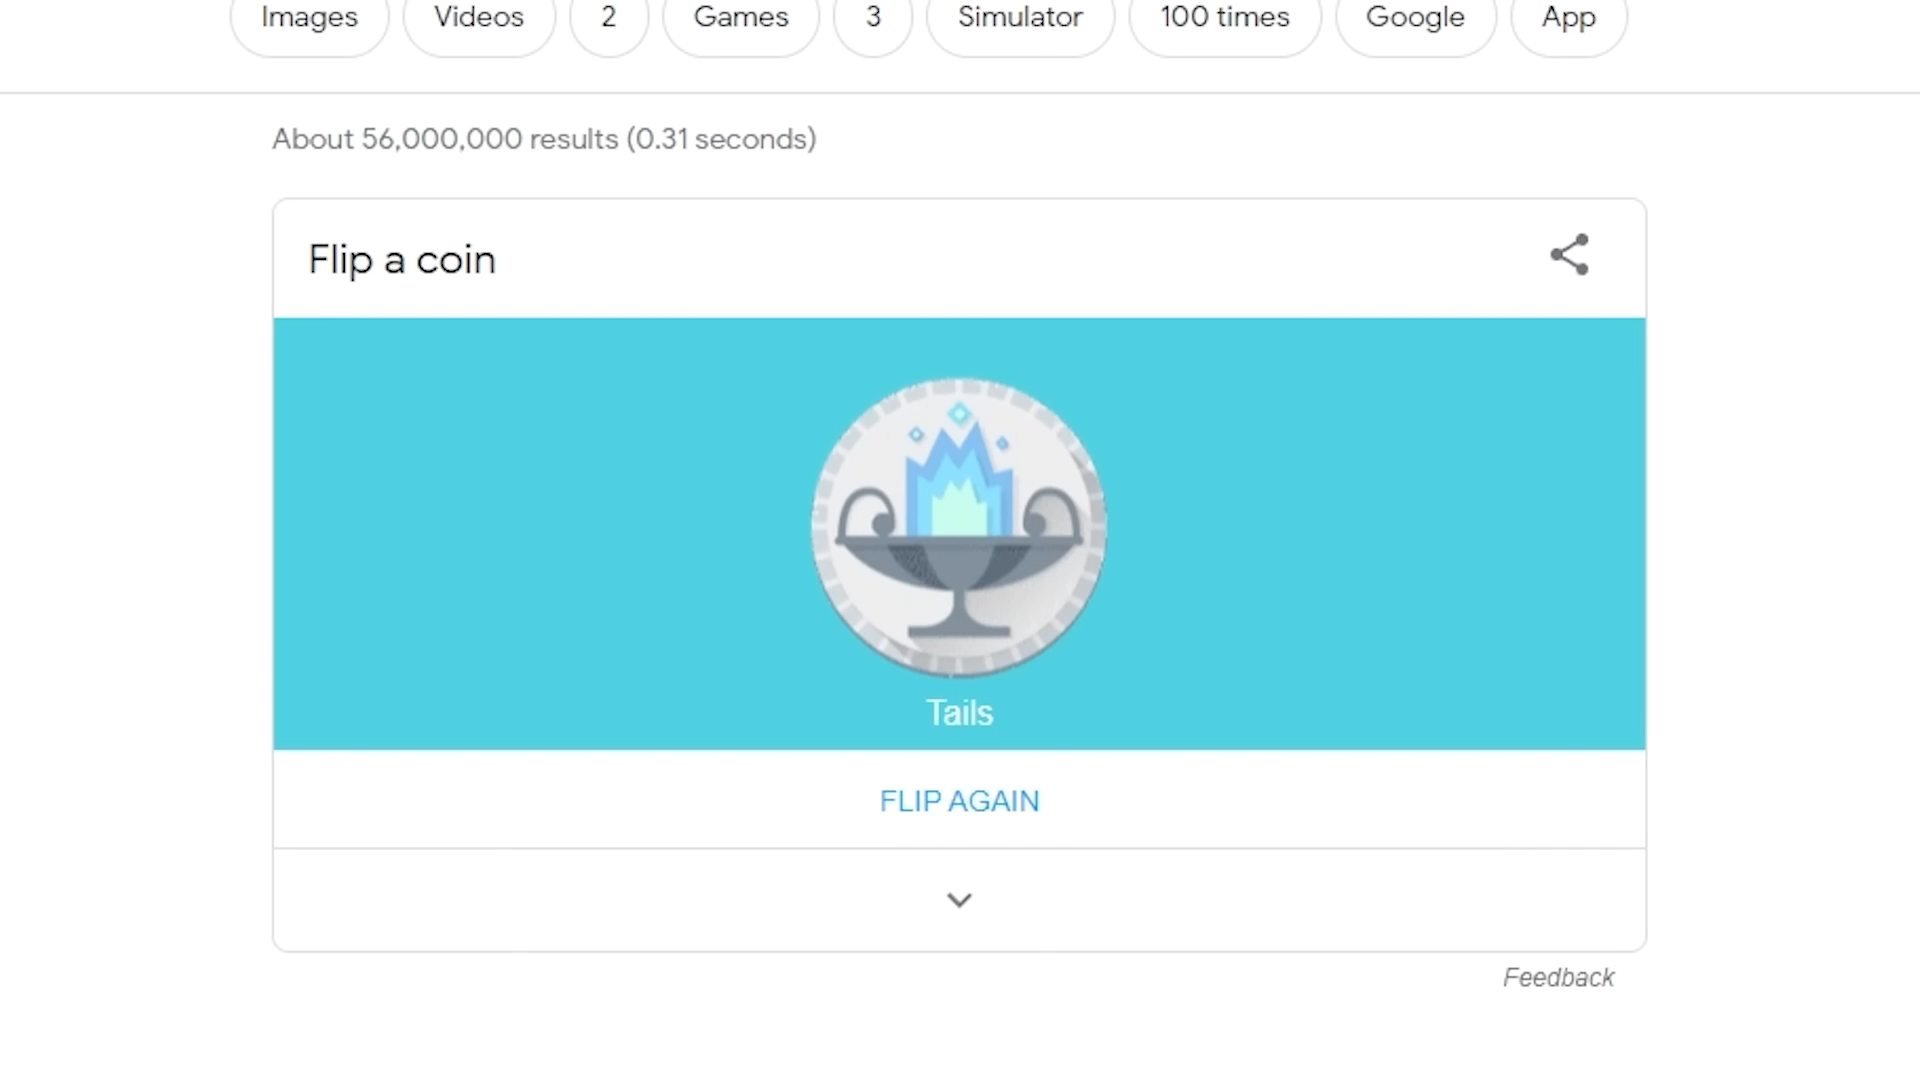 Images Videos 2 Games 3 Simulator 100 times Google App
About 56,000,000 results (0.31 seconds)
Flip a coin
Tails
FLIP AGAIN
Feedback